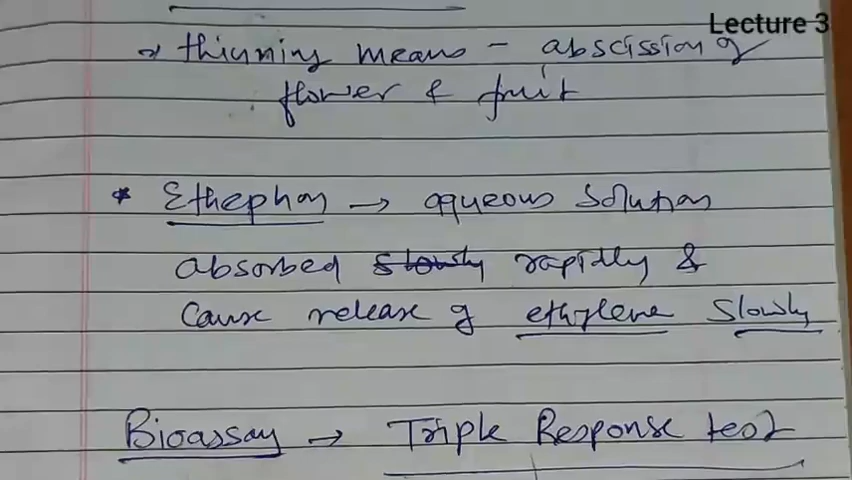 Lecture 3
→ thinning means - abscission of
flower & fruit
* Ethephon → aqueous solution
absorbed slowly rapidly &
cause release of ethylene slowly
Bioassay → Triple Response test